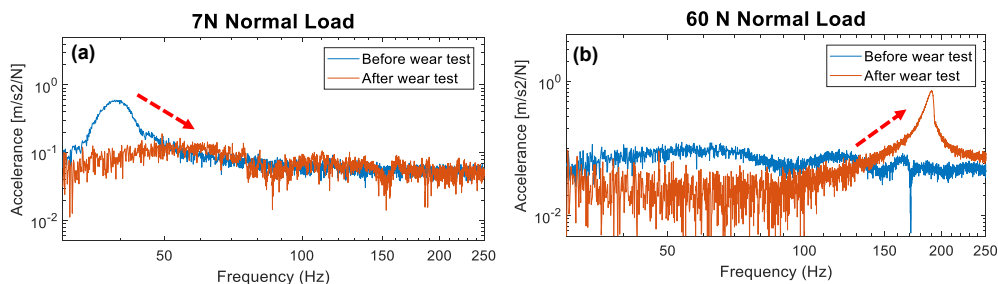 7N Normal Load
(a)
Before wear test
After wear test
10^0
10^-1
10^-2
Accelerance [m/s2/N]
50 100 150 200 250
Frequency (Hz)
60 N Normal Load
(b)
Before wear test
After wear test
10^0
10^-2
Accelerance [m/s2/N]
50 100 150 200 250
Frequency (Hz)